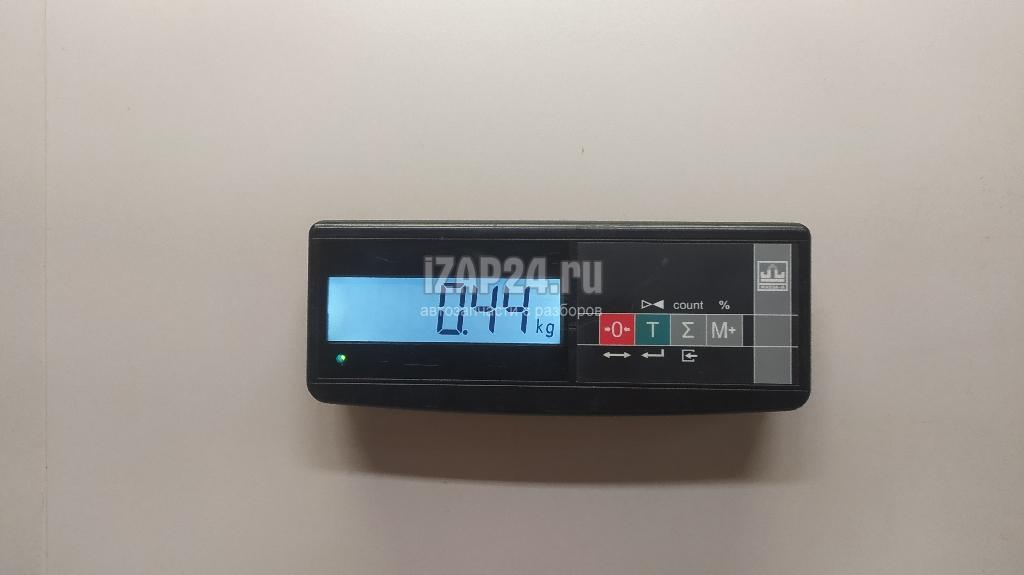 iZAP24.ru
автозапчасти с разборов
0.44 kg
count %
→0← T Σ M+